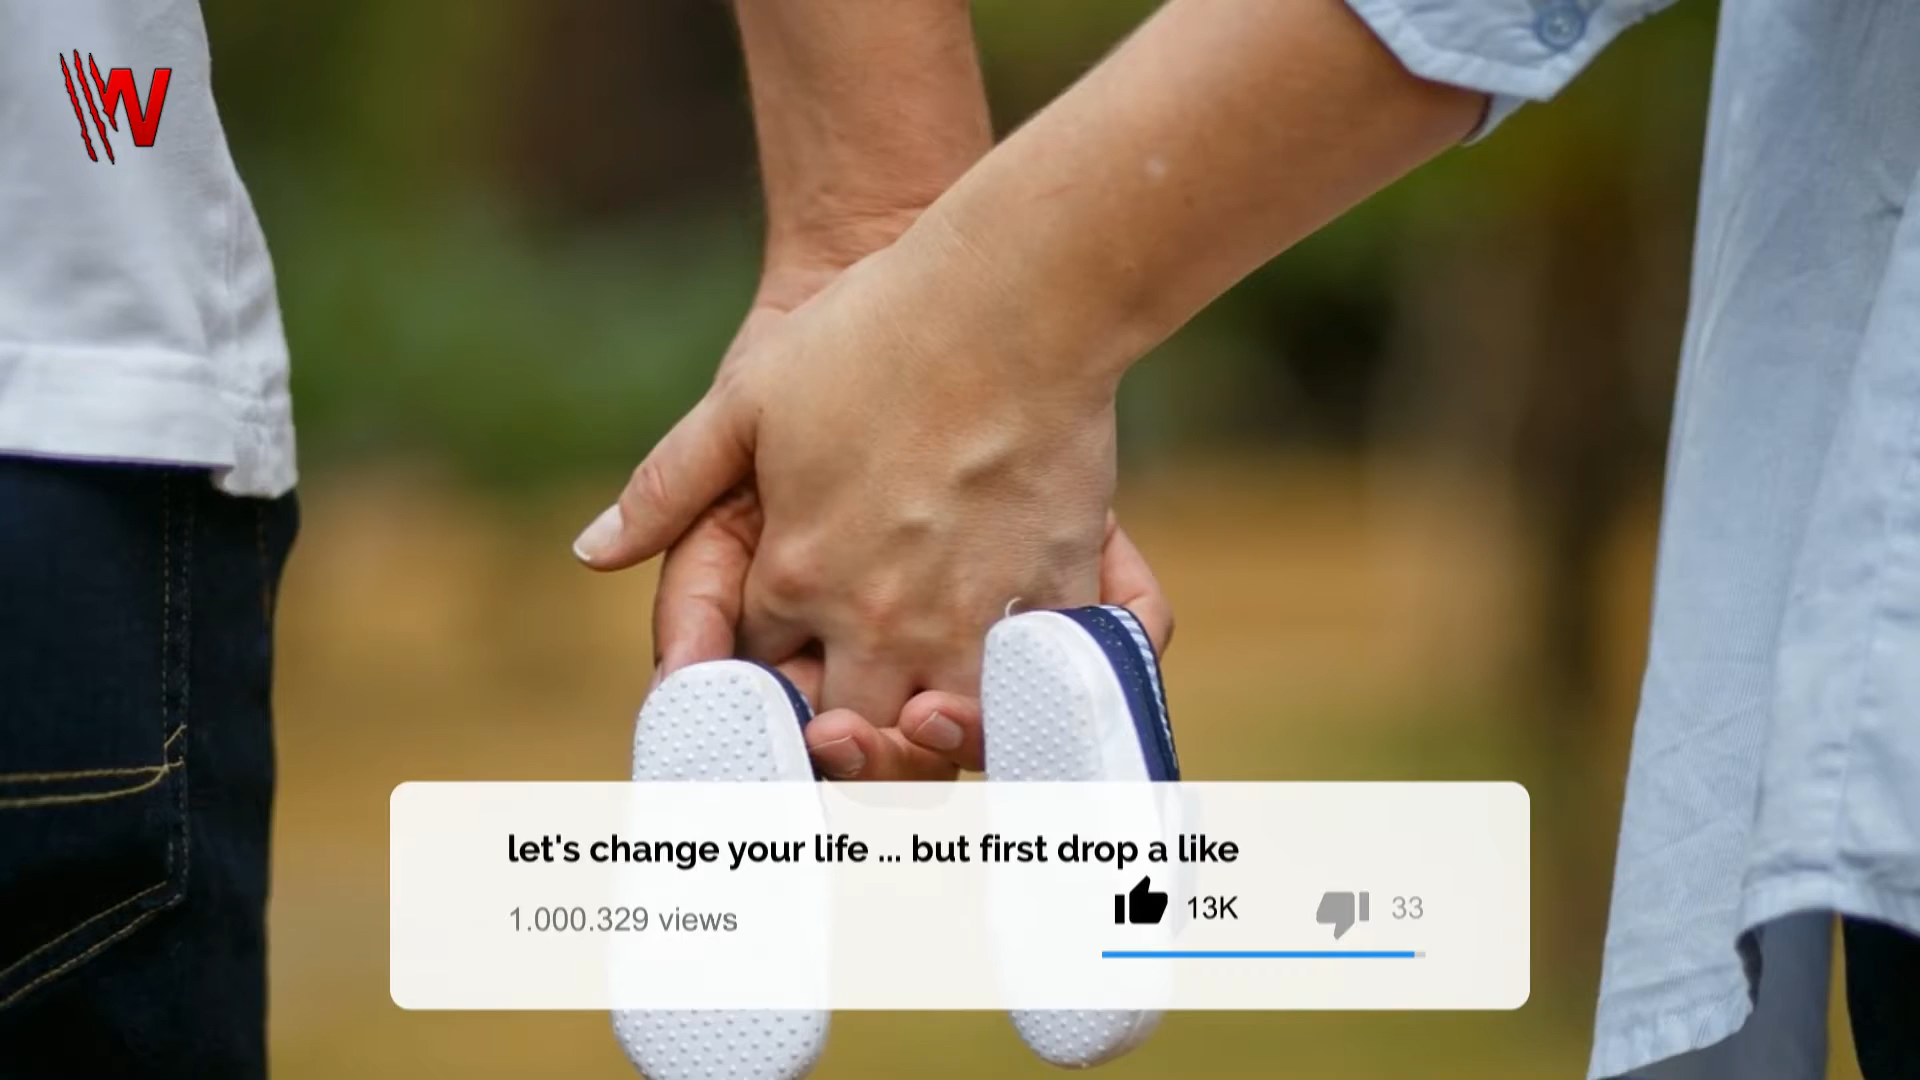 W
let's change your life ... but first drop a like
1.000.329 views
13K
33